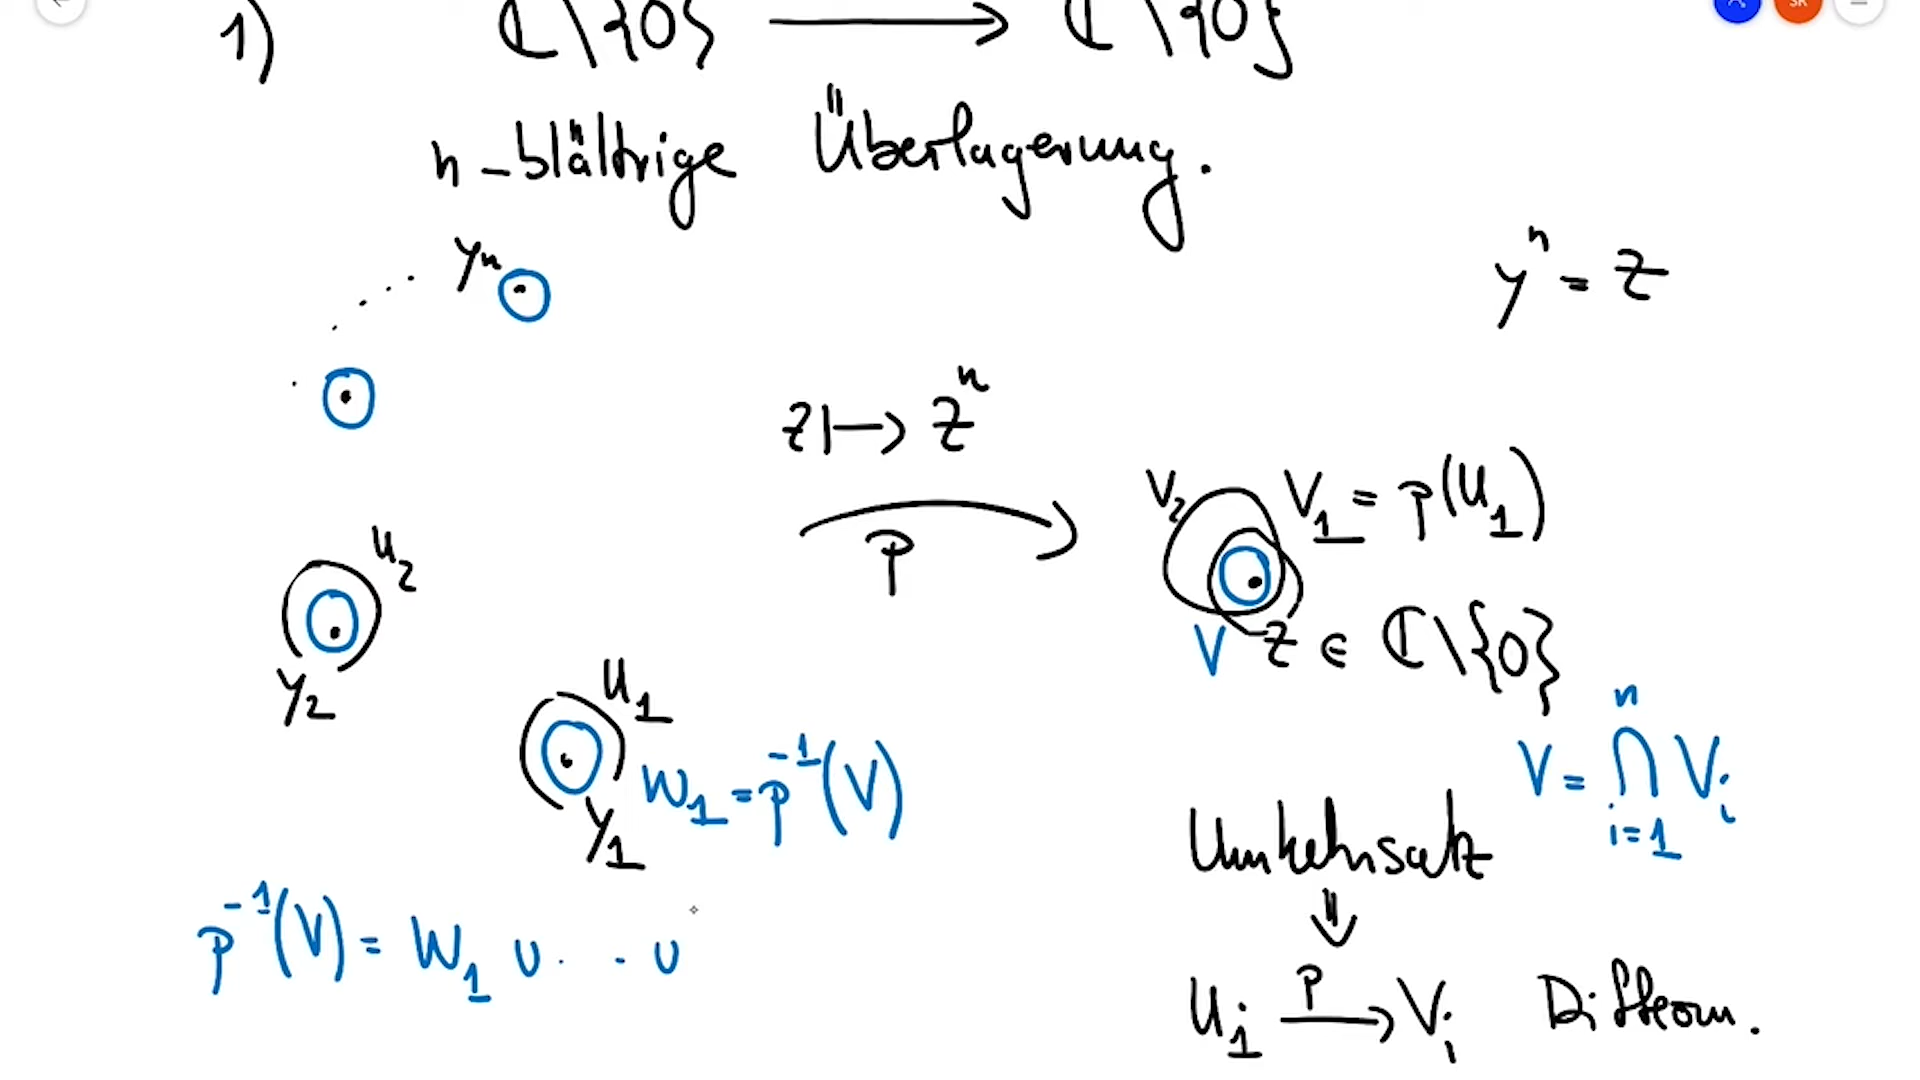 1) ℂ\{0} ⟶ ℂ\{0}
n-blättrige Überlagerung.
yₙ
yⁿ = z
z ↦ zⁿ
p
V₂ V₁ = p(U₁)
U₂
y₂
V z ∈ ℂ\{0}
U₁
W₁ = p⁻¹(V)
y₁
V = ⋂ᵢ₌₁ⁿ Vᵢ
Umkehrsatz
⇓
p⁻¹(V) = W₁ ∪ . . ∪
Uᵢ ⟶ᵖ Vᵢ Diffeom.